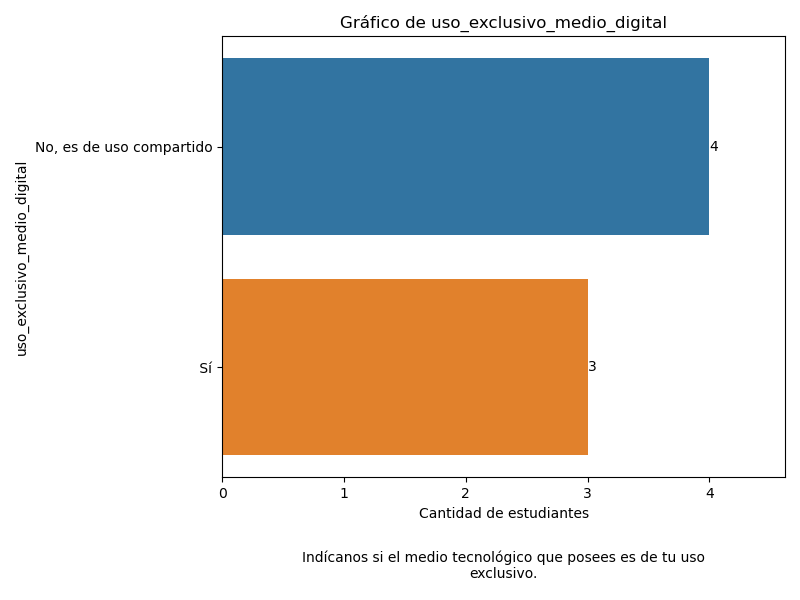 Gráfico de uso_exclusivo_medio_digital
uso_exclusivo_medio_digital
No, es de uso compartido
4
Sí
3
0 1 2 3 4
Cantidad de estudiantes
Indícanos si el medio tecnológico que posees es de tu uso
exclusivo.